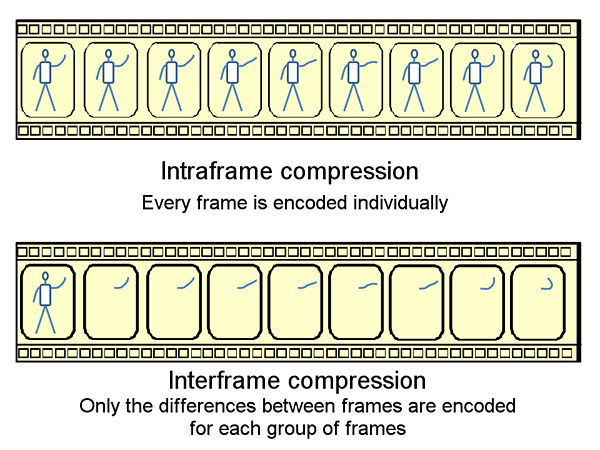 Intraframe compression
Every frame is encoded individually
Interframe compression
Only the differences between frames are encoded
for each group of frames